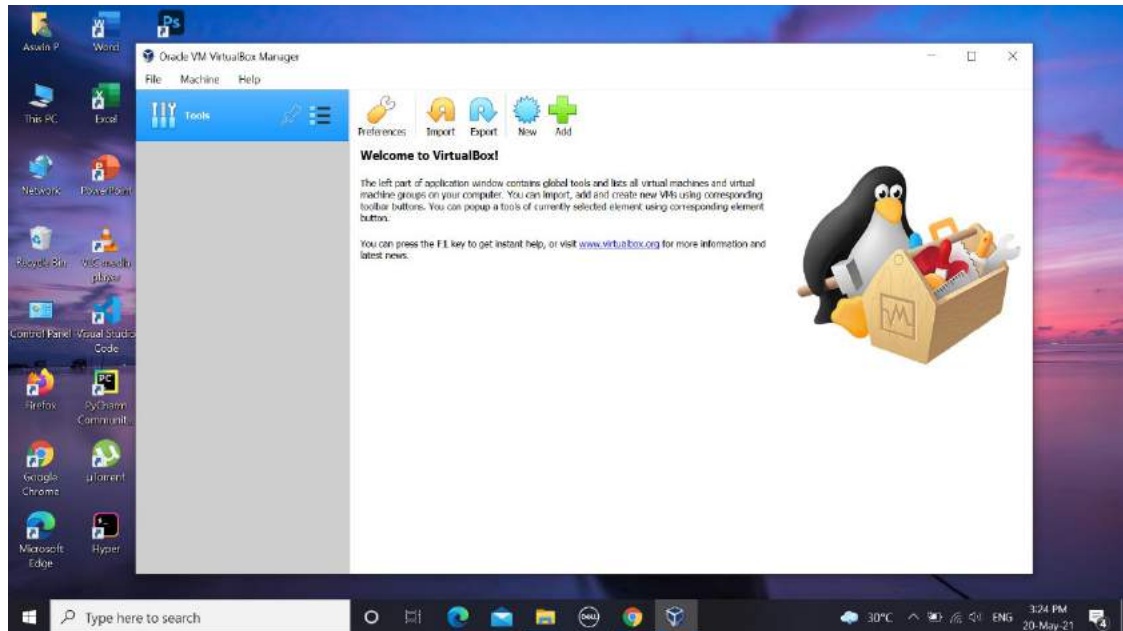 Aswin P
Word
Ps
This PC
Excel
Network
PowerPoint
Recycle Bin
VLC media
player
Control Panel
Visual Studio
Code
Firefox
PC
PyCharm
Communit...
Google
Chrome
µTorrent
Microsoft
Edge
Hyper
Oracle VM VirtualBox Manager
File Machine Help
Tools
Preferences Import Export New Add
Welcome to VirtualBox!
The left part of application window contains global tools and lists all virtual machines and virtual
machine groups on your computer. You can import, add and create new VMs using corresponding
toolbar buttons. You can popup a tools of currently selected element using corresponding element
button.
You can press the F1 key to get instant help, or visit www.virtualbox.org for more information and
latest news.
Type here to search
DELL
30°C
ENG
3:24 PM
20-May-21
4